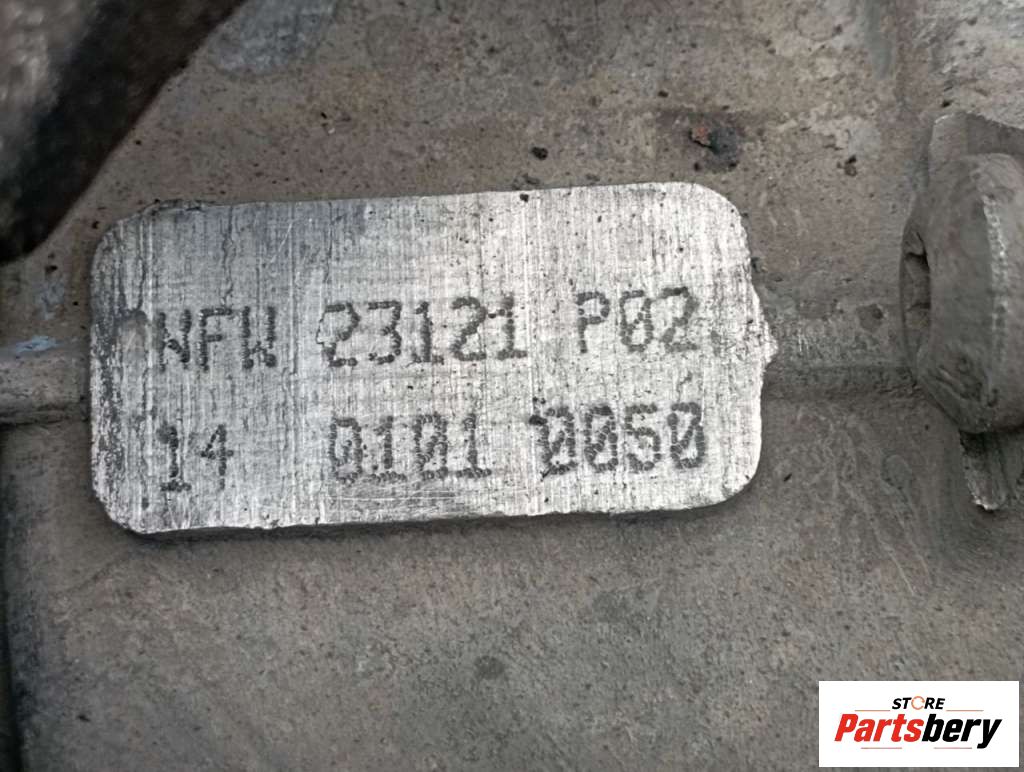 NFW 23121 P02
14 0101 0050
STORE
Partsbery